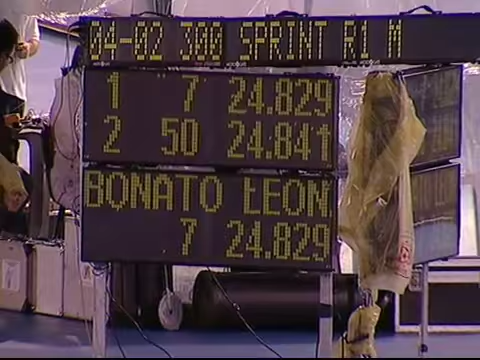 04-02 300 SPRINT R1 M
1 7 24.829
2 50 24.841
BONATO LEON
7 24.829